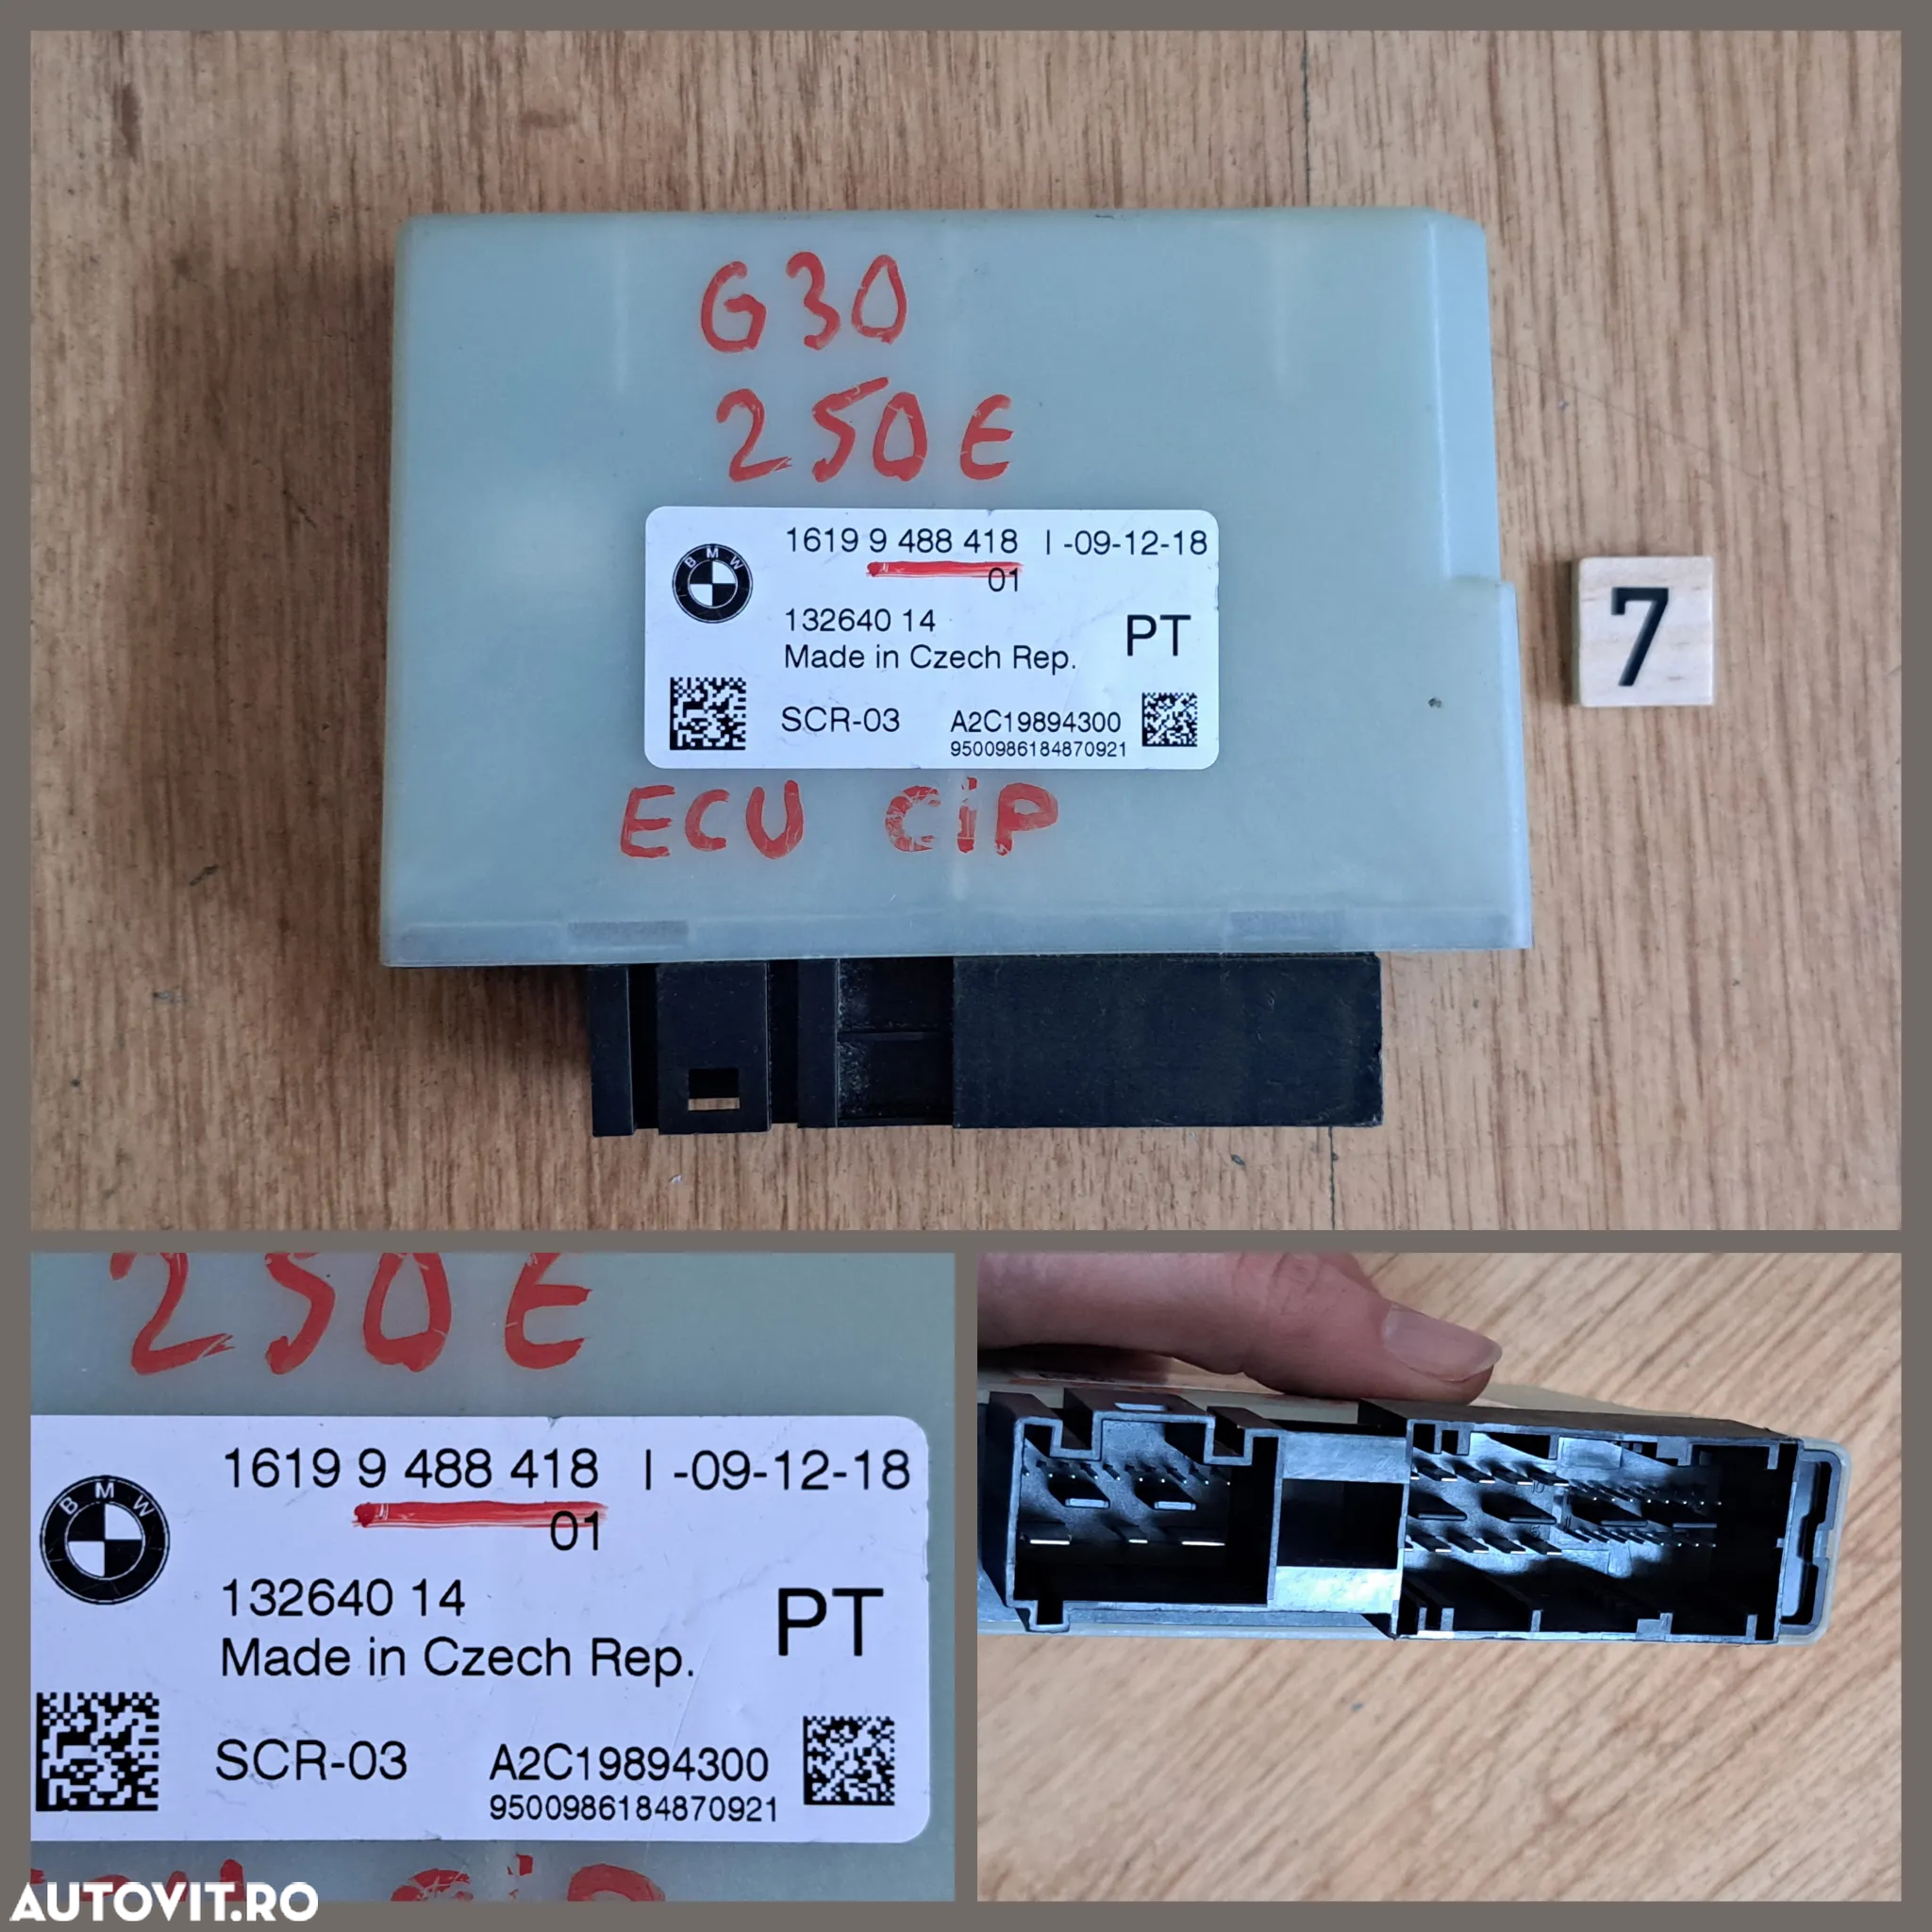 G30
250E
BMW
1619 9 488 418 I -09-12-18
01
132640 14
Made in Czech Rep.
PT
SCR-03 A2C19894300
9500986184870921
ECU CiP
7
250E
BMW
1619 9 488 418 I -09-12-18
01
132640 14
Made in Czech Rep.
PT
SCR-03 A2C19894300
9500986184870921
AUTOVIT.RO